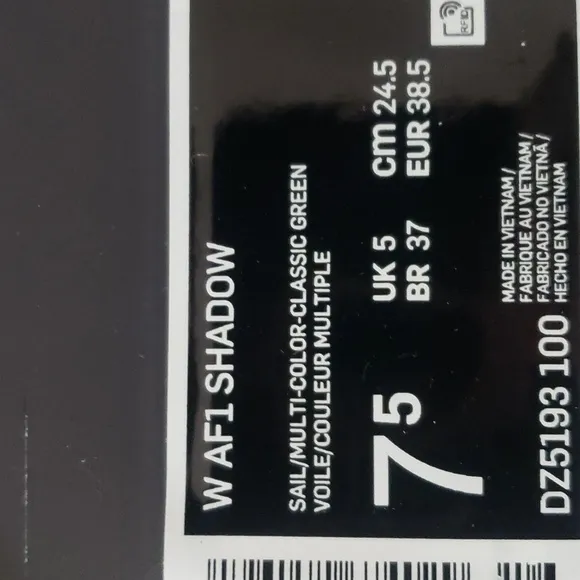 W AF1 SHADOW
SAIL/MULTI-COLOR-CLASSIC GREEN
VOILE/COULEUR MULTIPLE
7 5
UK 5 cm 24.5
BR 37 EUR 38.5
MADE IN VIETNAM/
FABRIQUE AU VIETNAM/
FABRICADO NO VIETNÃ/
HECHO EN VIETNAM
DZ5193 100
RFID